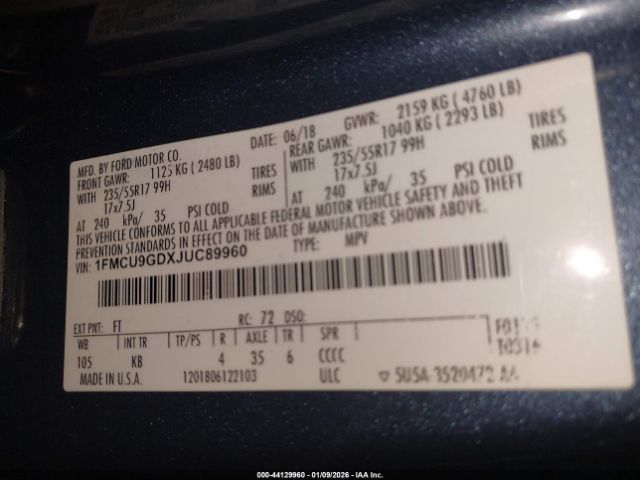 MFD. BY FORD MOTOR CO.
DATE: 06/18 GVWR: 2159 KG ( 4760 LB)
FRONT GAWR: 1125 KG ( 2480 LB) REAR GAWR: 1040 KG ( 2293 LB)
WITH 235/55R17 99H TIRES WITH 235/55R17 99H TIRES
17x7.5J RIMS 17x7.5J RIMS
AT 240 kPa/ 35 PSI COLD AT 240 kPa/ 35 PSI COLD
THIS VEHICLE CONFORMS TO ALL APPLICABLE FEDERAL MOTOR VEHICLE SAFETY AND THEFT
PREVENTION STANDARDS IN EFFECT ON THE DATE OF MANUFACTURE SHOWN ABOVE.
VIN: 1FMCU9GDXJUC89960 TYPE: MPV
EXT PNT: FT RC: 72 DSO:
WB INT TR TP/PS R AXLE TR SPR
105 KB 4 35 6 CCCC
MADE IN U.S.A. 1201806122103 ULC
000-44129960 - 01/09/2026 - IAA Inc.